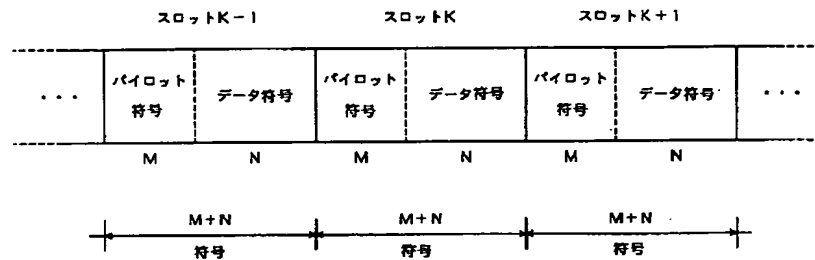 スロットK-1 スロットK スロットK+1
パイロット パイロット パイロット
・・・ 符号 データ符号 符号 データ符号 符号 データ符号 ・・・
M N M N M N
M+N M+N M+N
符号 符号 符号